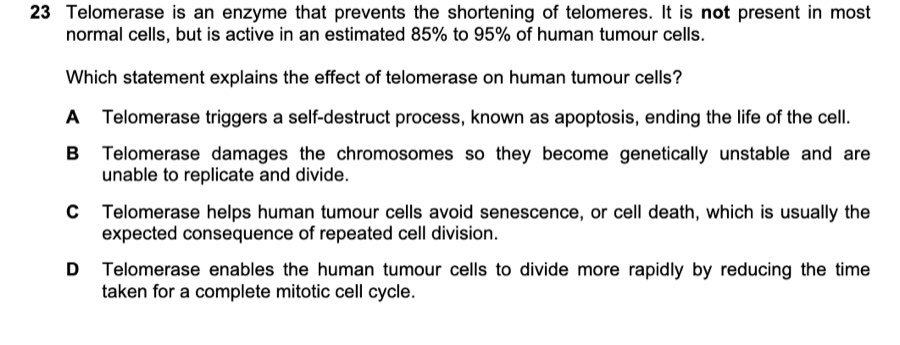 23 Telomerase is an enzyme that prevents the shortening of telomeres. It is not present in most
normal cells, but is active in an estimated 85% to 95% of human tumour cells.
Which statement explains the effect of telomerase on human tumour cells?
A Telomerase triggers a self-destruct process, known as apoptosis, ending the life of the cell.
B Telomerase damages the chromosomes so they become genetically unstable and are
unable to replicate and divide.
C Telomerase helps human tumour cells avoid senescence, or cell death, which is usually the
expected consequence of repeated cell division.
D Telomerase enables the human tumour cells to divide more rapidly by reducing the time
taken for a complete mitotic cell cycle.